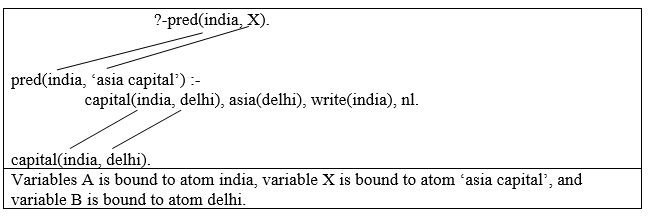 ?-pred(india, X).
pred(india, ‘asia capital’) :-
capital(india, delhi), asia(delhi), write(india), nl.
capital(india, delhi).
Variables A is bound to atom india, variable X is bound to atom ‘asia capital’, and
variable B is bound to atom delhi.